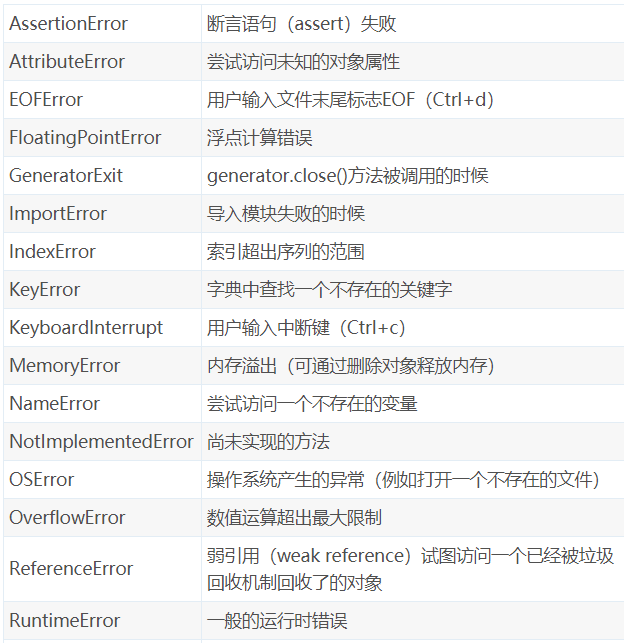 AssertionError 断言语句（assert）失败
AttributeError 尝试访问未知的对象属性
EOFError 用户输入文件末尾标志EOF（Ctrl+d）
FloatingPointError 浮点计算错误
GeneratorExit generator.close()方法被调用的时候
ImportError 导入模块失败的时候
IndexError 索引超出序列的范围
KeyError 字典中查找一个不存在的关键字
KeyboardInterrupt 用户输入中断键（Ctrl+c）
MemoryError 内存溢出（可通过删除对象释放内存）
NameError 尝试访问一个不存在的变量
NotImplementedError 尚未实现的方法
OSError 操作系统产生的异常（例如打开一个不存在的文件）
OverflowError 数值运算超出最大限制
ReferenceError 弱引用（weak reference）试图访问一个已经被垃圾
回收机制回收了的对象
RuntimeError 一般的运行时错误